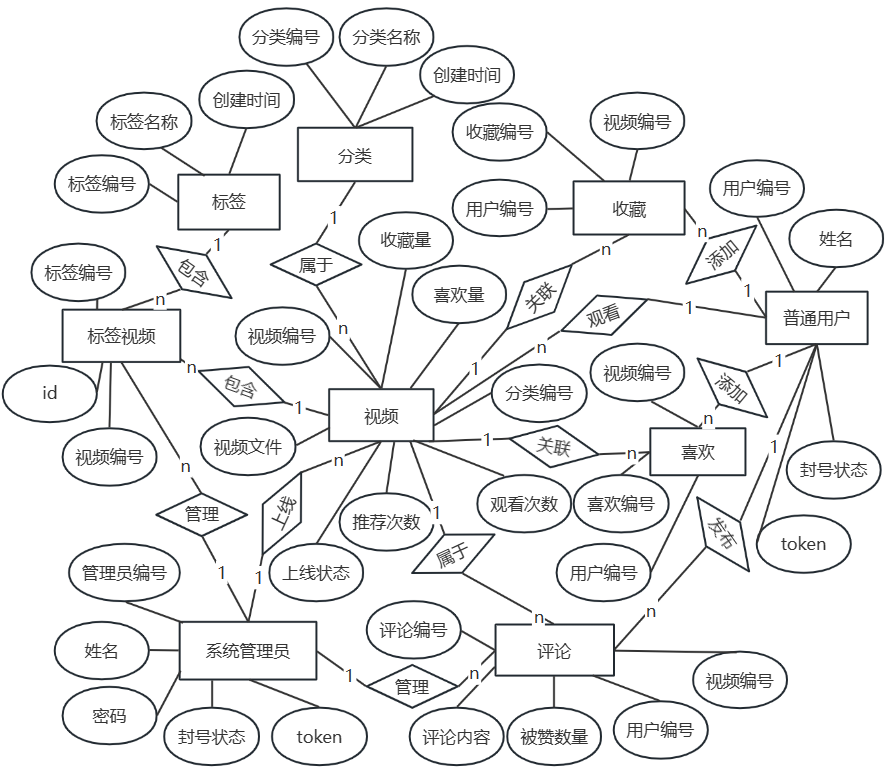 分类编号
分类名称
创建时间
创建时间
标签名称
标签编号
标签
分类
收藏编号
视频编号
用户编号
收藏
用户编号
姓名
普通用户
1
包含
n
1
属于
n
收藏量
喜欢量
n
关联
1
n
添加
1
1
观看
n
标签编号
标签视频
id
视频编号
n
包含
1
视频编号
视频文件
视频
分类编号
视频编号
1
添加
n
喜欢
1
关联
n
喜欢编号
用户编号
封号状态
token
1
发布
n
n
管理
1
n
上线
1
上线状态
推荐次数
观看次数
1
属于
n
管理员编号
姓名
密码
系统管理员
封号状态
token
1
管理
n
评论编号
评论
评论内容
被赞数量
用户编号
视频编号